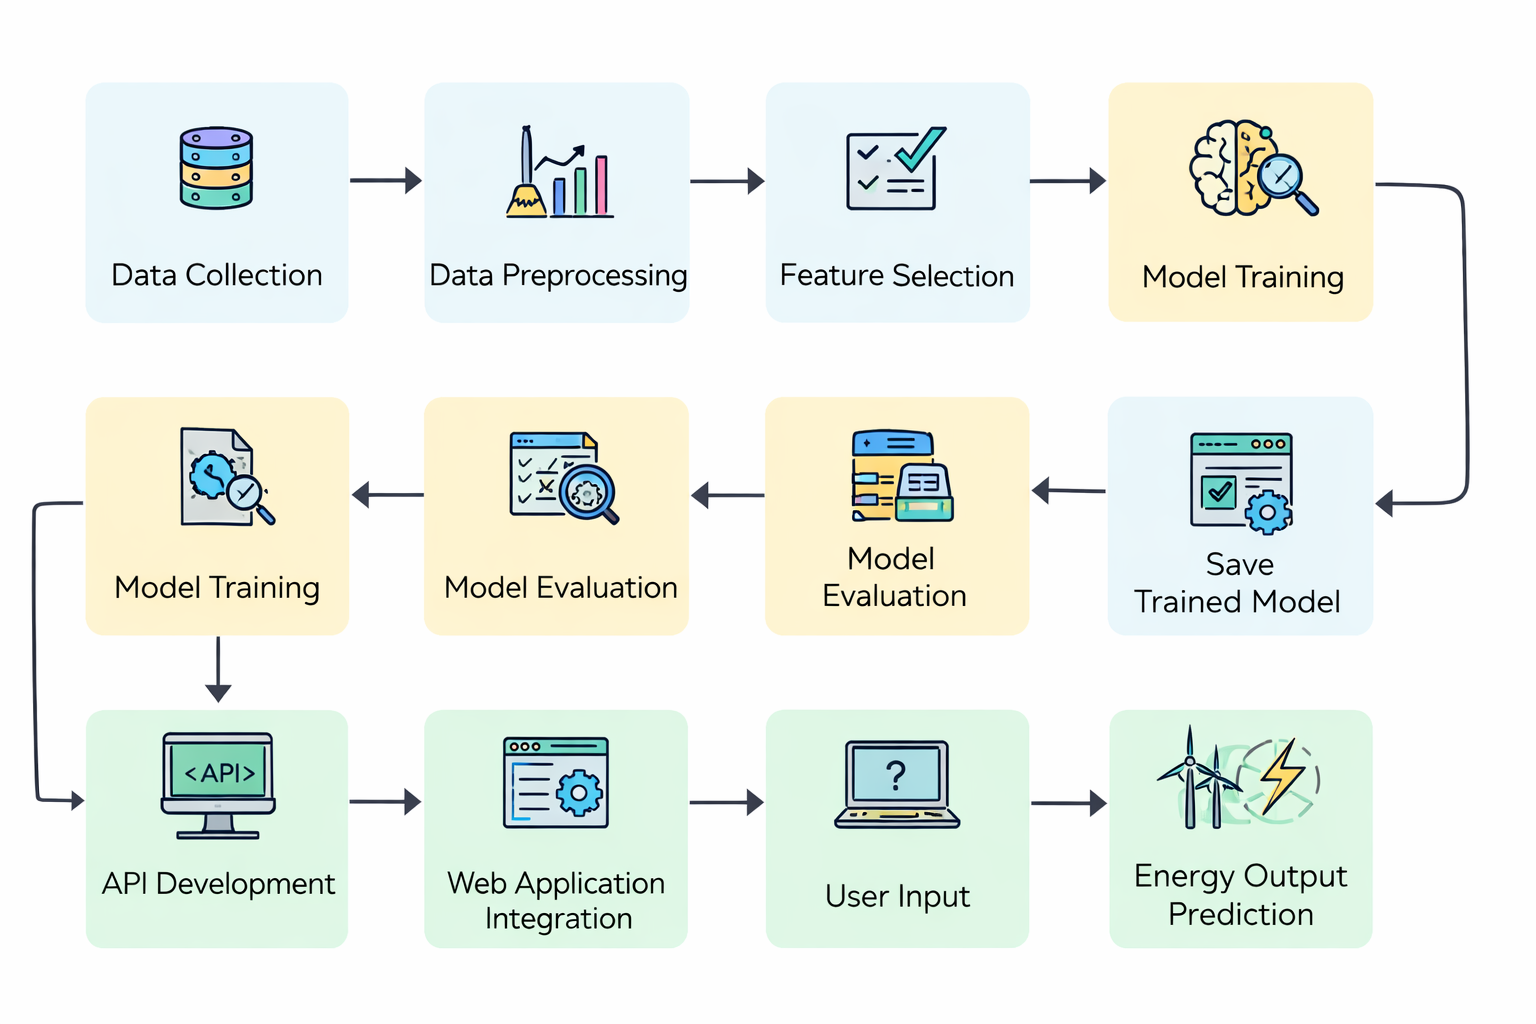 Data Collection
Data Preprocessing
Feature Selection
Model Training
Model Training
Model Evaluation
Model
Evaluation
Save
Trained Model
<API>
API Development
Web Application
Integration
?
User Input
Energy Output
Prediction